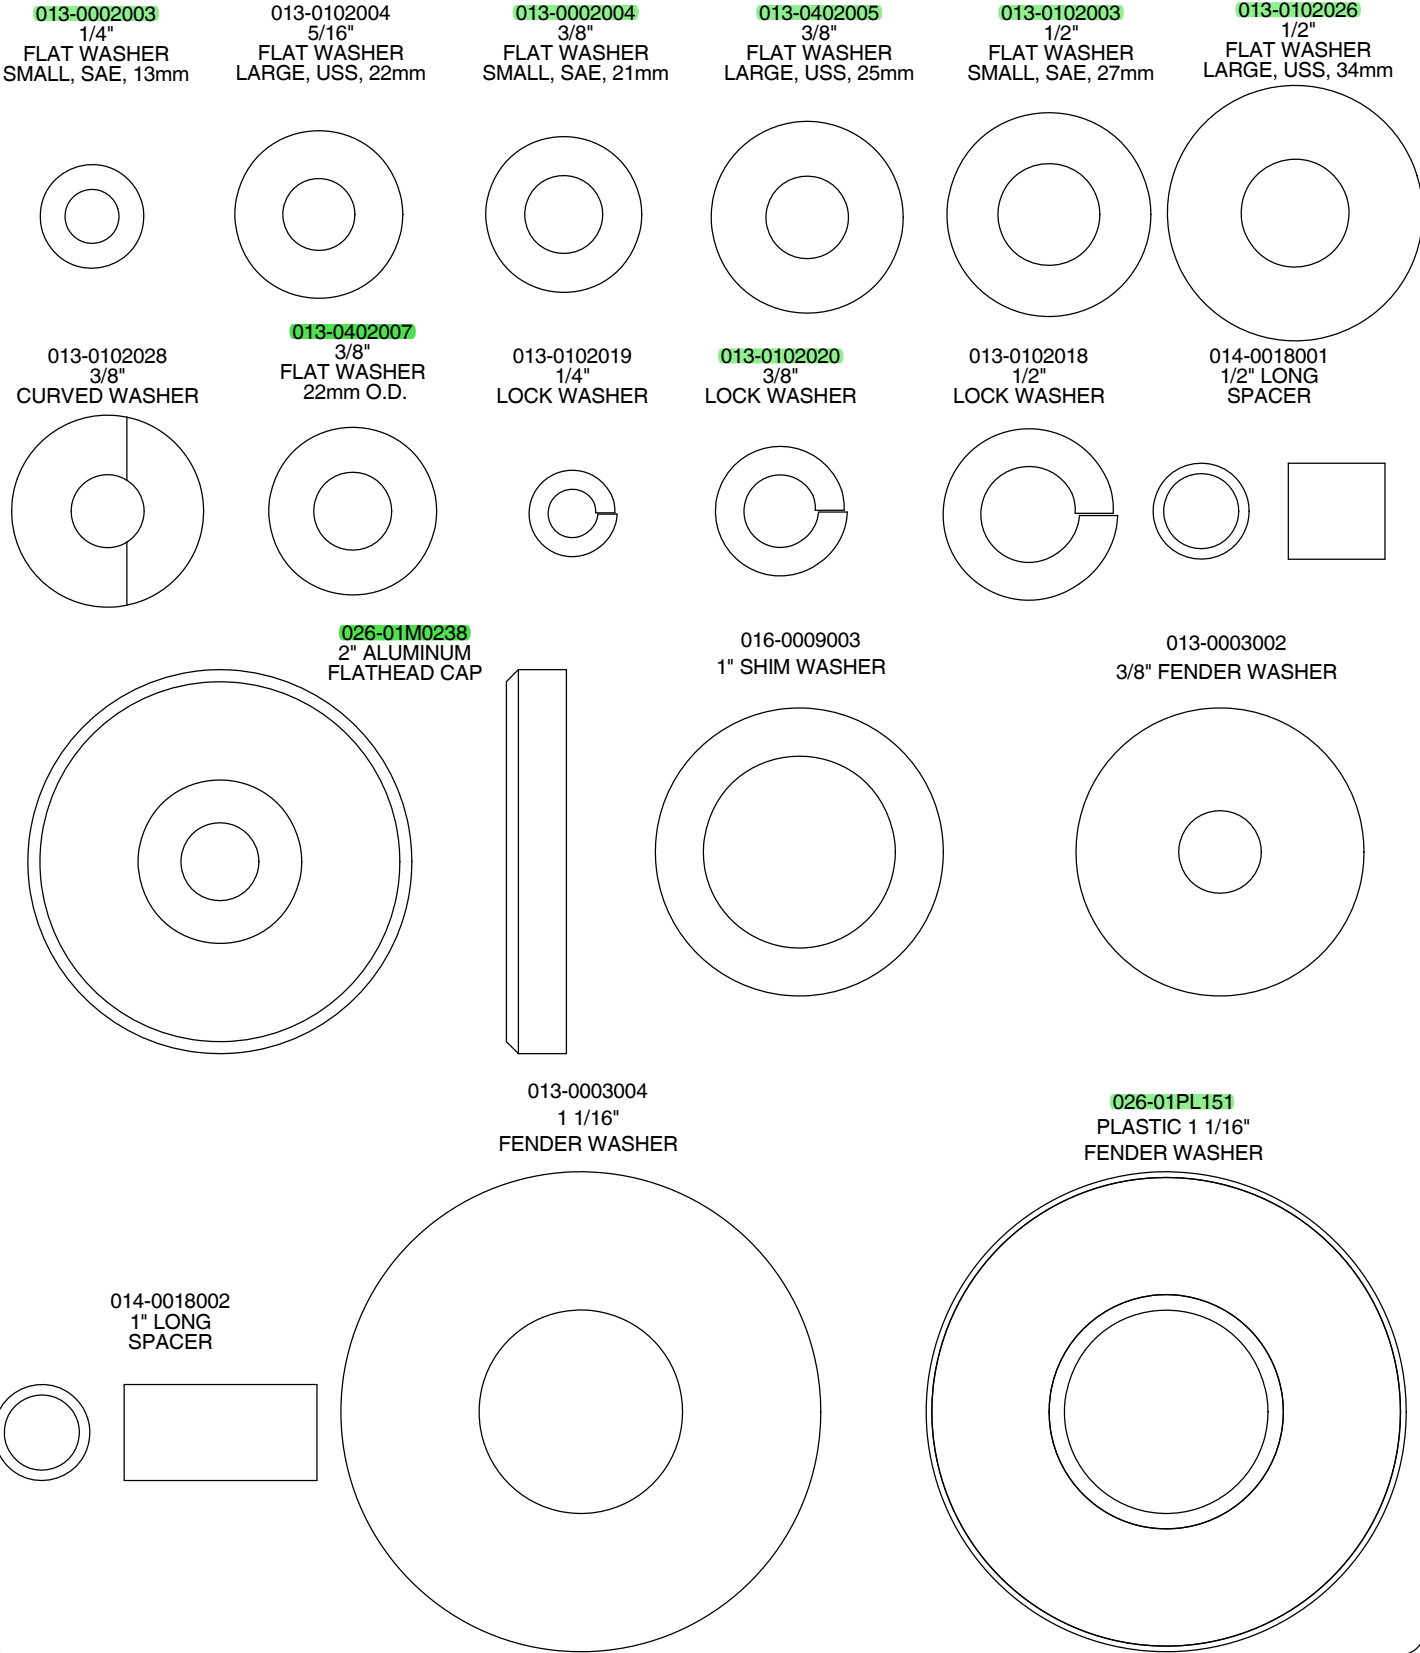 013-0002003
1/4"
FLAT WASHER
SMALL, SAE, 13mm
013-0102004
5/16"
FLAT WASHER
LARGE, USS, 22mm
013-0002004
3/8"
FLAT WASHER
SMALL, SAE, 21mm
013-0402005
3/8"
FLAT WASHER
LARGE, USS, 25mm
013-0102003
1/2"
FLAT WASHER
SMALL, SAE, 27mm
013-0102026
1/2"
FLAT WASHER
LARGE, USS, 34mm
013-0102028
3/8"
CURVED WASHER
013-0402007
3/8"
FLAT WASHER
22mm O.D.
013-0102019
1/4"
LOCK WASHER
013-0102020
3/8"
LOCK WASHER
013-0102018
1/2"
LOCK WASHER
014-0018001
1/2" LONG
SPACER
026-01M0238
2" ALUMINUM
FLATHEAD CAP
016-0009003
1" SHIM WASHER
013-0003002
3/8" FENDER WASHER
013-0003004
1 1/16"
FENDER WASHER
026-01PL151
PLASTIC 1 1/16"
FENDER WASHER
014-0018002
1" LONG
SPACER